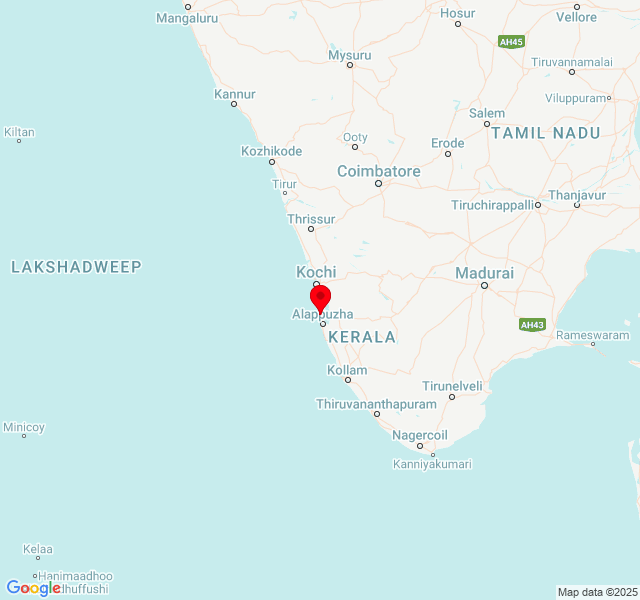 Mangaluru
Hosur
Vellore
AH45
Mysuru
Tiruvannamalai
Kannur
Viluppuram
Salem
Kiltan
TAMIL NADU
Ooty
Erode
Kozhikode
Coimbatore
Tirur
Thanjavur
Tiruchirappalli
Thrissur
LAKSHADWEEP
Kochi
Madurai
Alappuzha
AH43
KERALA
Rameswaram
Kollam
Tirunelveli
Thiruvananthapuram
Minicoy
Nagercoil
Kanniyakumari
Kelaa
Hanimaadhoo
Google
Map data ©2025